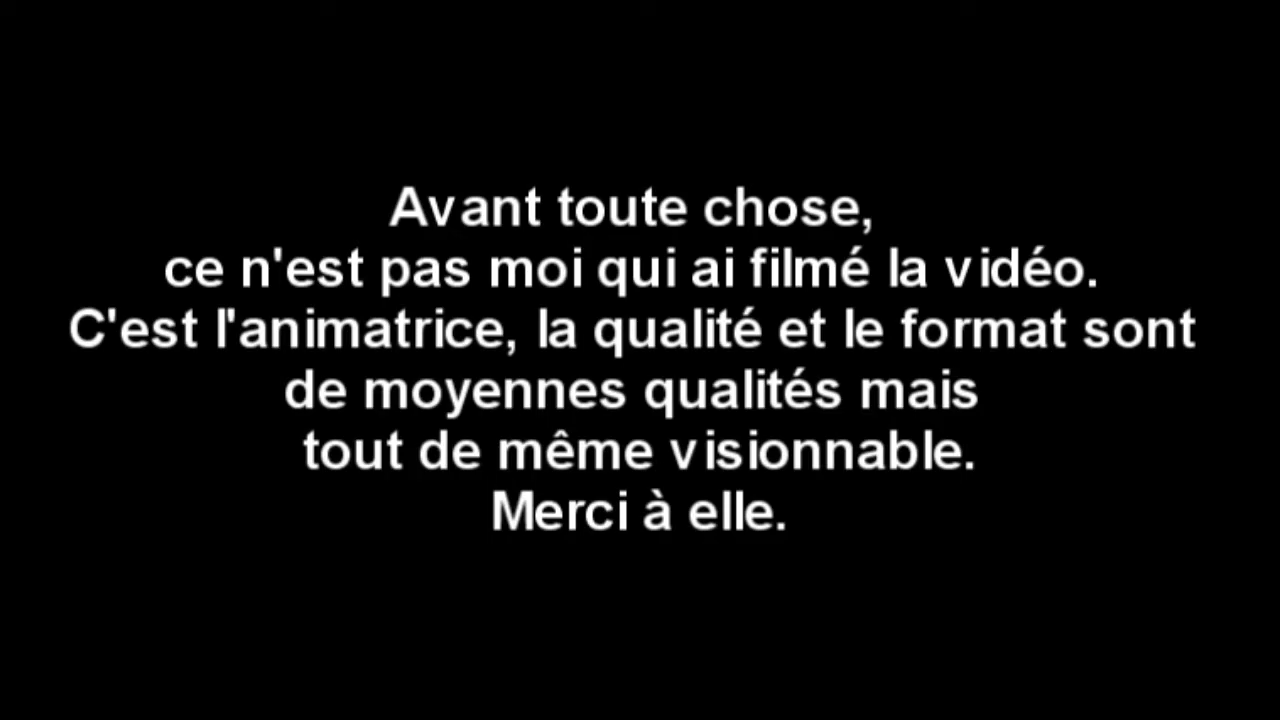 Avant toute chose,
ce n'est pas moi qui ai filmé la vidéo.
C'est l'animatrice, la qualité et le format sont
de moyennes qualités mais
tout de même visionnable.
Merci à elle.